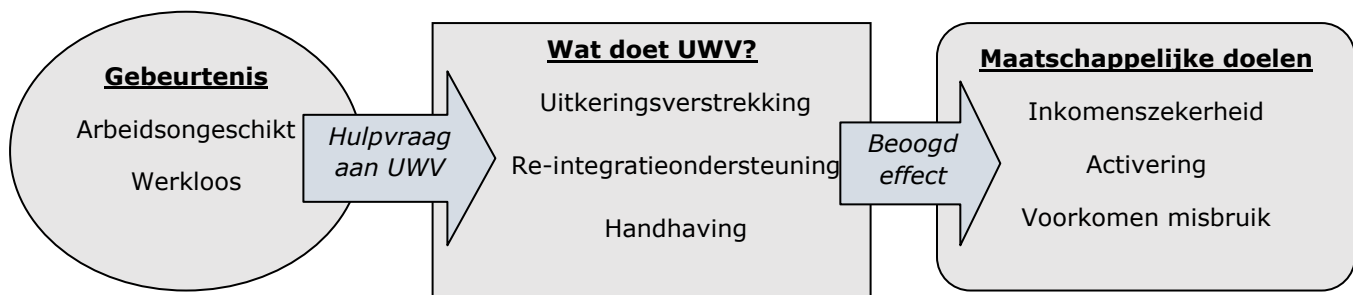 Gebeurtenis
Arbeidsongeschikt
Werkloos
Hulpvraag
aan UWV
Wat doet UWV?
Uitkeringsverstrekking
Re-integratieondersteuning
Handhaving
Beoogd
effect
Maatschappelijke doelen
Inkomenszekerheid
Activering
Voorkomen misbruik